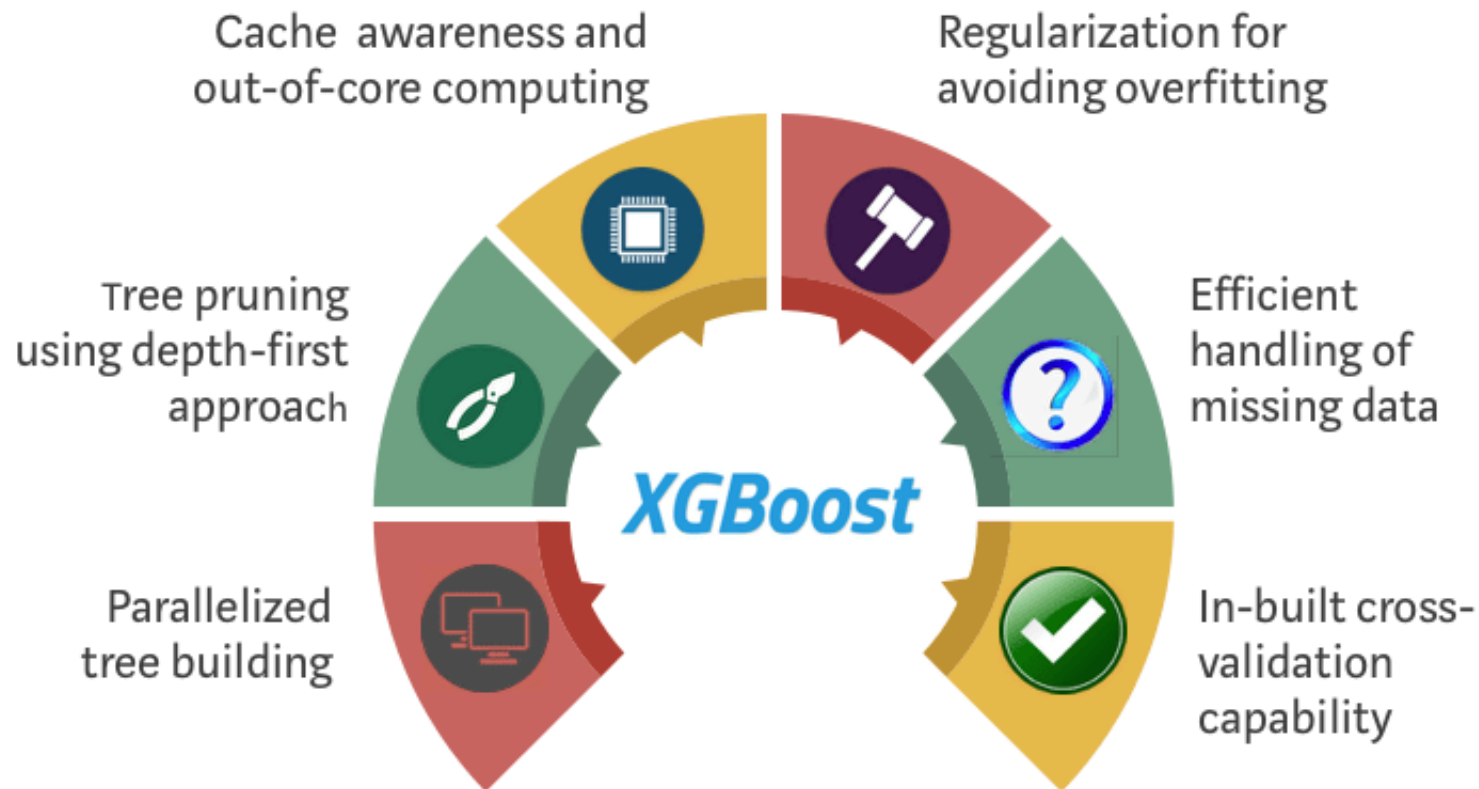 Cache awareness and
out-of-core computing
Regularization for
avoiding overfitting
Tree pruning
using depth-first
approach
Efficient
handling of
missing data
?
XGBoost
Parallelized
tree building
In-built cross-
validation
capability